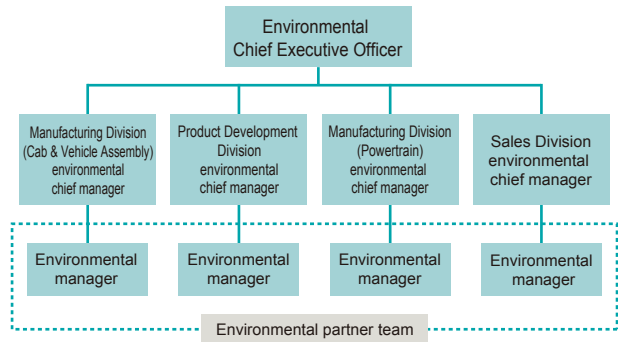 Environmental
Chief Executive Officer
Manufacturing Division
(Cab & Vehicle Assembly)
environmental
chief manager
Product Development
Division
environmental
chief manager
Manufacturing Division
(Powertrain)
environmental
chief manager
Sales Division
environmental
chief manager
Environmental
manager
Environmental
manager
Environmental
manager
Environmental
manager
Environmental partner team